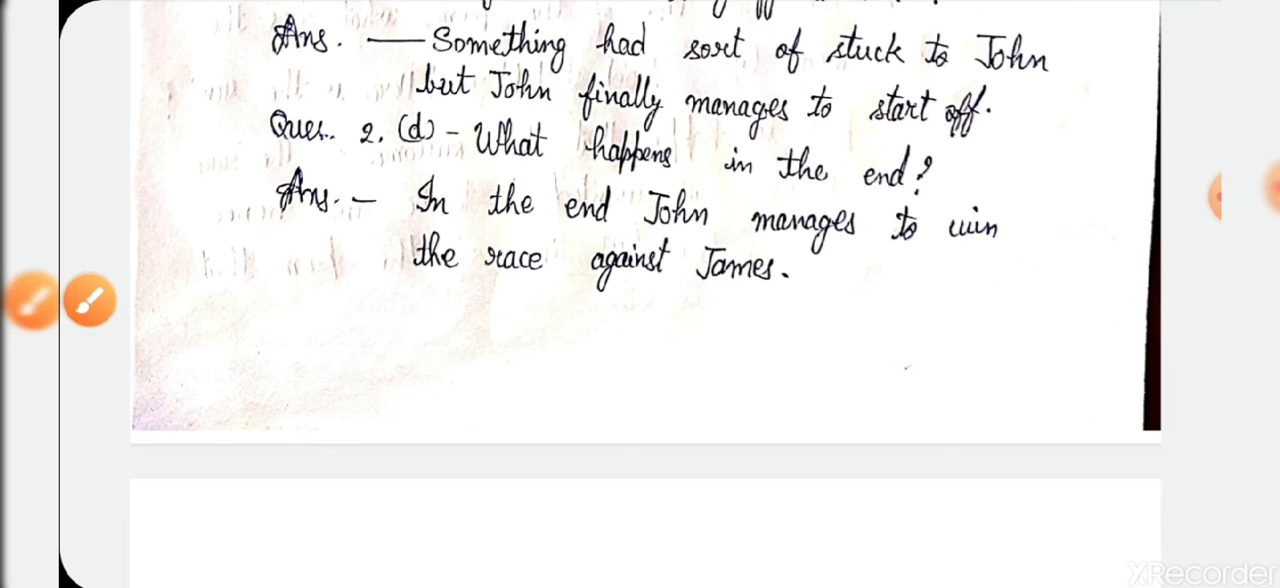 Ans. — Something had sort of stuck to John
but John finally manages to start off.
Ques. 2. (d) - What happens in the end?
Ans. - In the end John manages to win
the race against James.
XRecorder